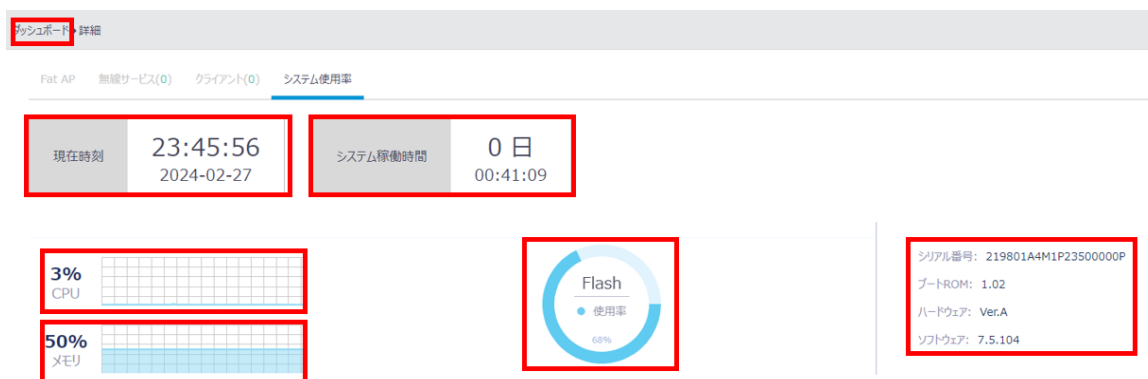 ダッシュボード > 詳細
Fat AP 無線サービス(0) クライアント(0) システム使用率
現在時刻
23:45:56
2024-02-27
システム稼働時間
0 日
00:41:09
3%
CPU
50%
メモリ
Flash
使用率
68%
シリアル番号: 219801A4M1P23500000P
ブートROM: 1.02
ハードウェア: Ver.A
ソフトウェア: 7.5.104